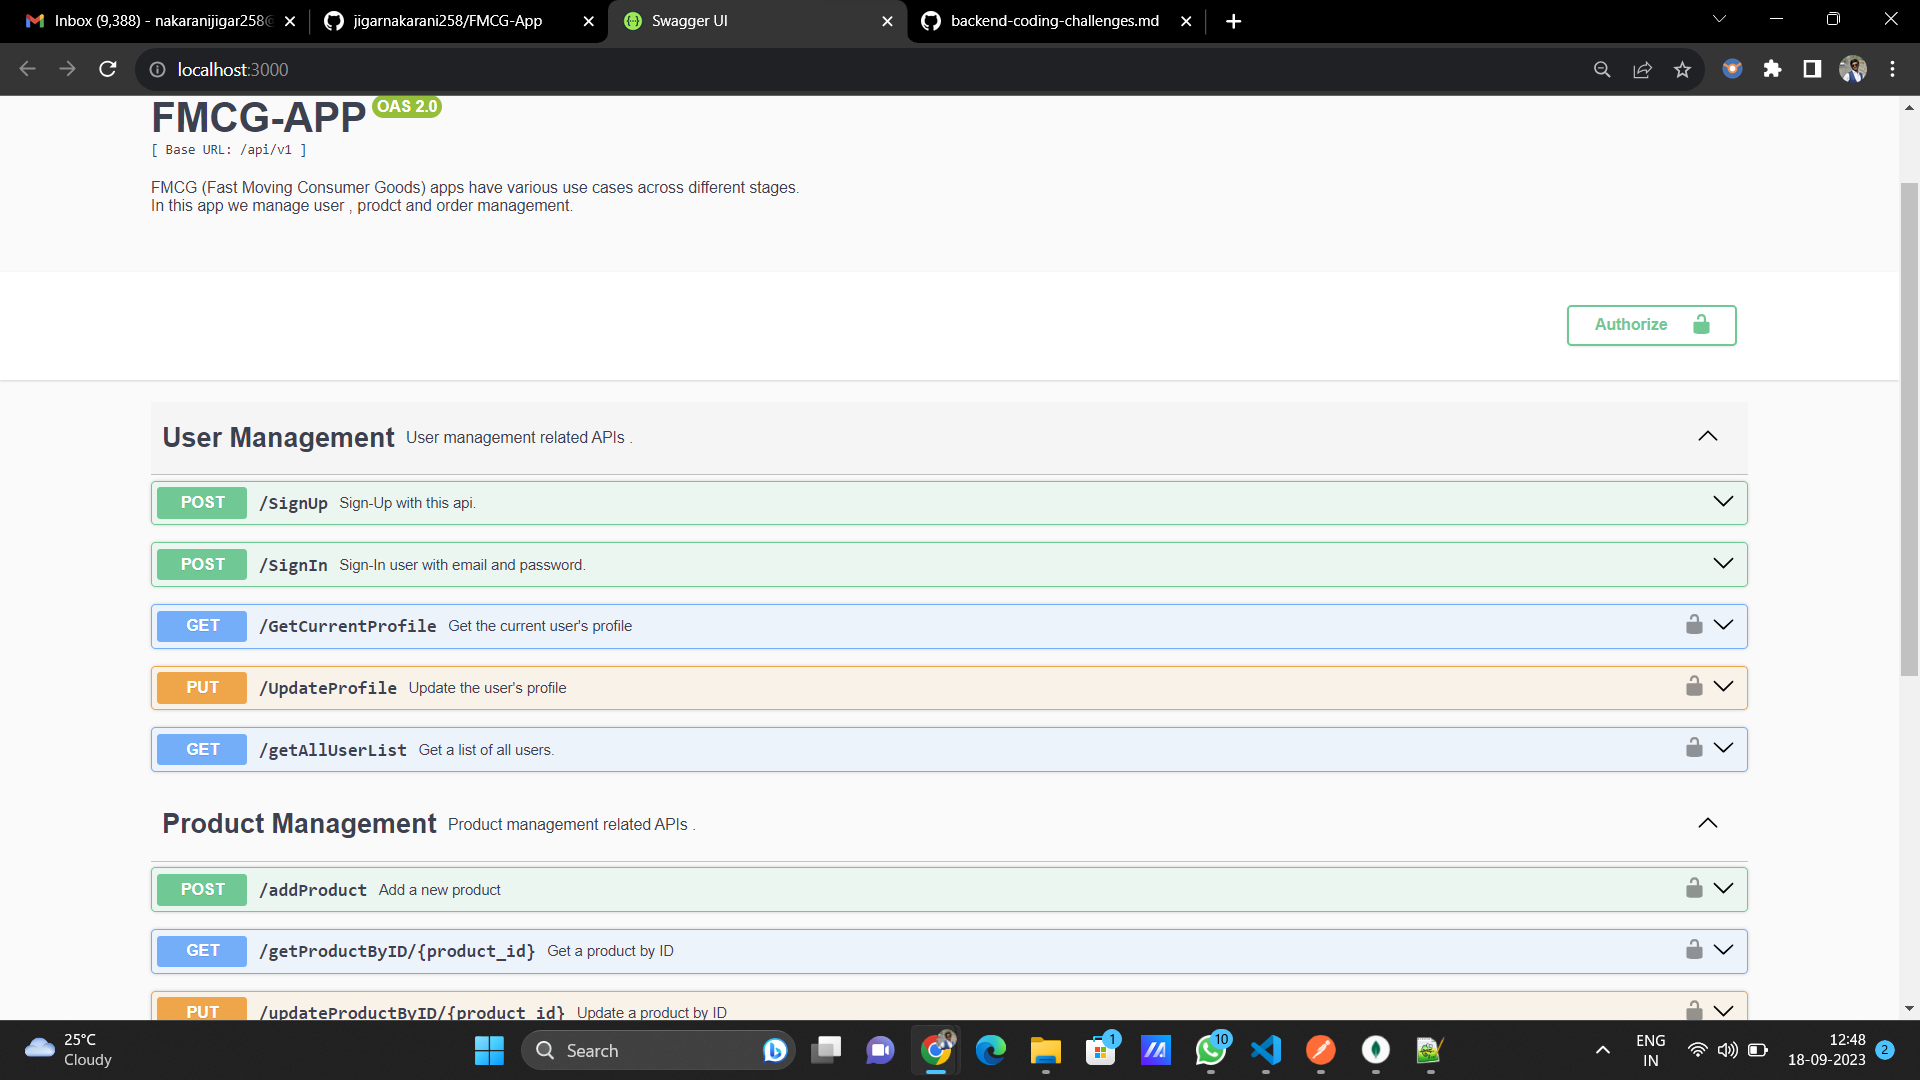 Inbox (9,388) - nakaranijigar258@
jigarnakarani258/FMCG-App
Swagger UI
backend-coding-challenges.md
localhost:3000
FMCG-APP OAS 2.0
[ Base URL: /api/v1 ]
FMCG (Fast Moving Consumer Goods) apps have various use cases across different stages.
In this app we manage user , prodct and order management.
Authorize
User Management User management related APIs .
POST /SignUp Sign-Up with this api.
POST /SignIn Sign-In user with email and password.
GET /GetCurrentProfile Get the current user's profile
PUT /UpdateProfile Update the user's profile
GET /getAllUserList Get a list of all users.
Product Management Product management related APIs .
POST /addProduct Add a new product
GET /getProductByID/{product_id} Get a product by ID
PUT /updateProductByID/{product_id} Update a product by ID
25°C
Cloudy
Search
1
10
ENG
IN
12:48
18-09-2023
2